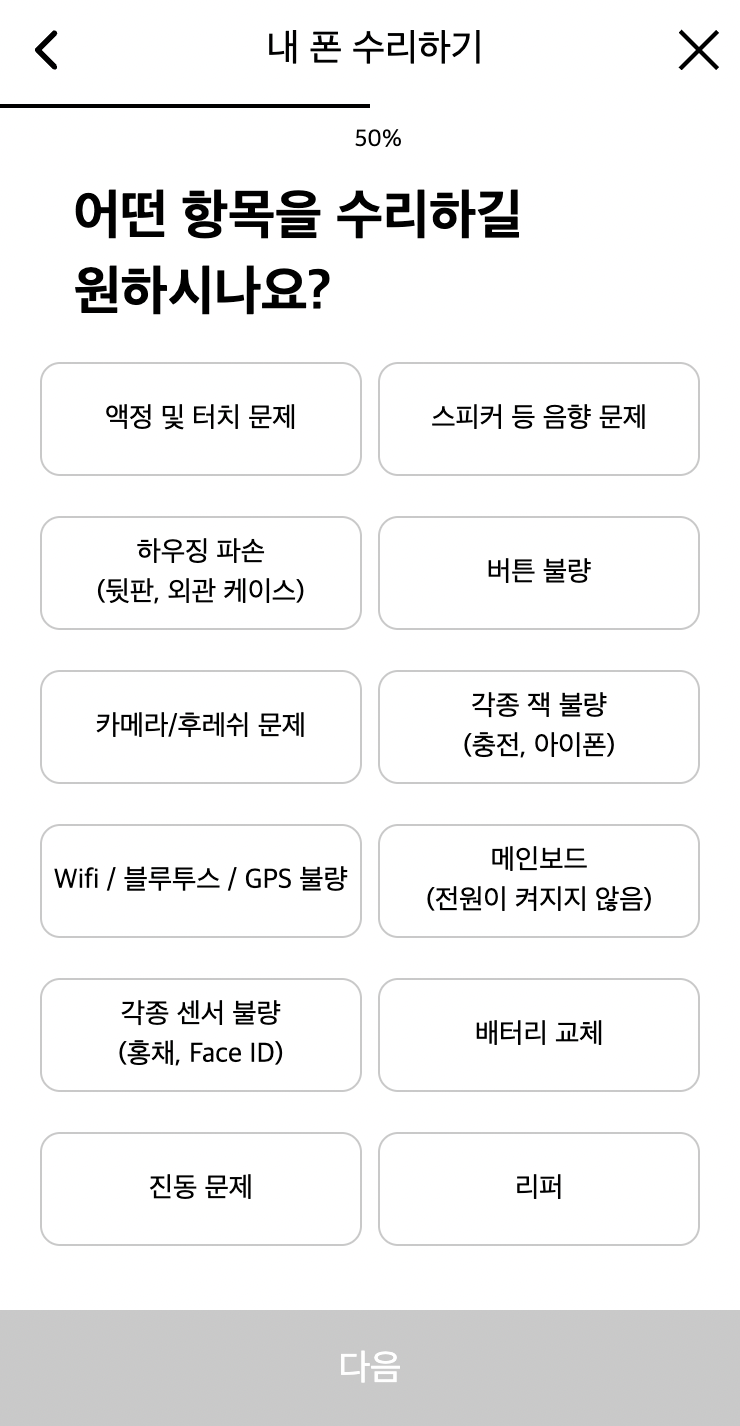 내 폰 수리하기
50%
어떤 항목을 수리하길
원하시나요?
액정 및 터치 문제
스피커 등 음향 문제
하우징 파손
(뒷판, 외관 케이스)
버튼 불량
카메라/후레쉬 문제
각종 잭 불량
(충전, 아이폰)
Wifi / 블루투스 / GPS 불량
메인보드
(전원이 켜지지 않음)
각종 센서 불량
(홍채, Face ID)
배터리 교체
진동 문제
리퍼
다음